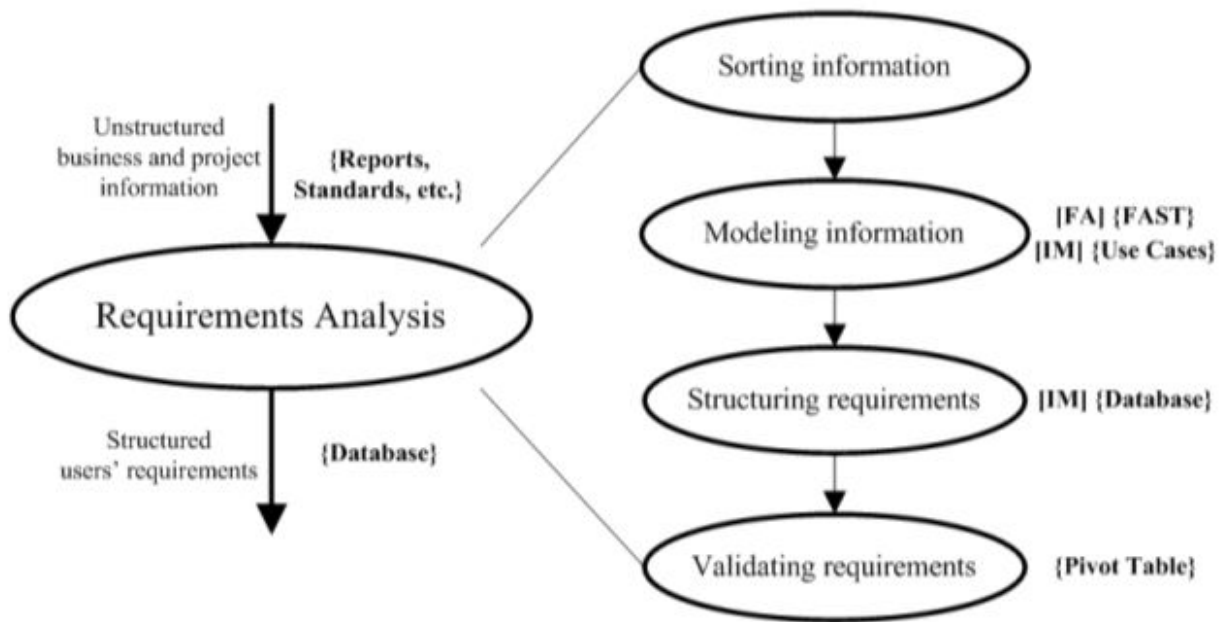 Unstructured
business and project
information
{Reports,
Standards, etc.}
Requirements Analysis
Structured
users' requirements
{Database}
Sorting information
Modeling information
[FA] {FAST}
[IM] {Use Cases}
Structuring requirements
[IM] {Database}
Validating requirements
{Pivot Table}